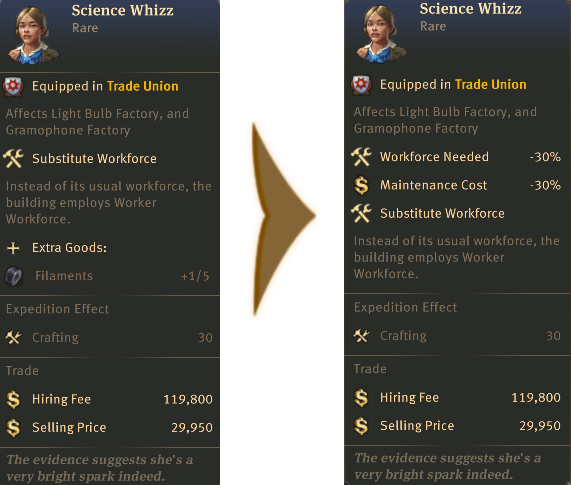 Science Whizz
Rare
Equipped in Trade Union
Affects Light Bulb Factory, and
Gramophone Factory
Substitute Workforce
Instead of its usual workforce, the
building employs Worker
Workforce.
Extra Goods:
Filaments +1/5
Expedition Effect
Crafting 30
Trade
Hiring Fee 119,800
Selling Price 29,950
The evidence suggests she's a
very bright spark indeed.
Science Whizz
Rare
Equipped in Trade Union
Affects Light Bulb Factory, and
Gramophone Factory
Workforce Needed -30%
Maintenance Cost -30%
Substitute Workforce
Instead of its usual workforce, the
building employs Worker
Workforce.
Expedition Effect
Crafting 30
Trade
Hiring Fee 119,800
Selling Price 29,950
The evidence suggests she's a
very bright spark indeed.